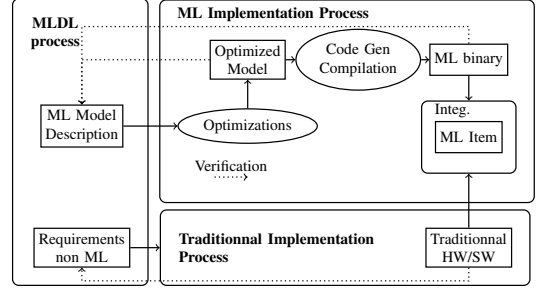 MLDL
process
ML Implementation Process
Optimized
Model
Code Gen
Compilation
ML binary
ML Model
Description
Optimizations
Integ.
ML Item
Verification
Requirements
non ML
Traditionnal Implementation
Process
Traditionnal
HW/SW